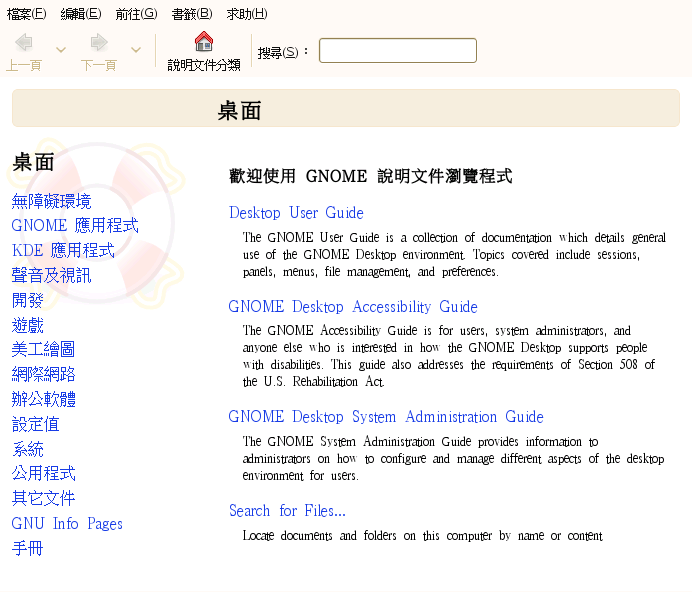 檔案(F) 編輯(E) 前往(G) 書籤(B) 求助(H)
上一頁 下一頁 說明文件分類 搜尋(S)：
桌面
桌面
無障礙環境
GNOME 應用程式
KDE 應用程式
聲音及視訊
開發
遊戲
美工繪圖
網際網路
辦公軟體
設定值
系統
公用程式
其它文件
GNU Info Pages
手冊
歡迎使用 GNOME 說明文件瀏覽程式
Desktop User Guide
The GNOME User Guide is a collection of documentation which details general
use of the GNOME Desktop environment. Topics covered include sessions,
panels, menus, file management, and preferences.
GNOME Desktop Accessibility Guide
The GNOME Accessibility Guide is for users, system administrators, and
anyone else who is interested in how the GNOME Desktop supports people
with disabilities. This guide also addresses the requirements of Section 508 of
the U.S. Rehabilitation Act.
GNOME Desktop System Administration Guide
The GNOME System Administration Guide provides information to
administrators on how to configure and manage different aspects of the desktop
environment for users.
Search for Files...
Locate documents and folders on this computer by name or content